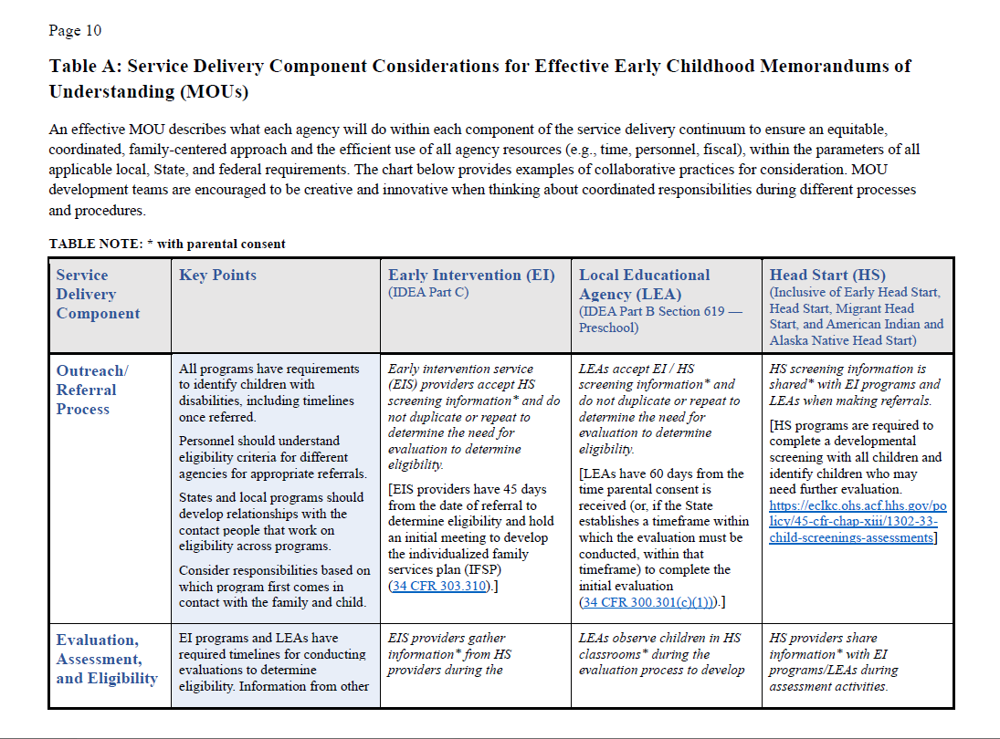 Page 10
Table A: Service Delivery Component Considerations for Effective Early Childhood Memorandums of
Understanding (MOUs)
An effective MOU describes what each agency will do within each component of the service delivery continuum to ensure an equitable,
coordinated, family-centered approach and the efficient use of all agency resources (e.g., time, personnel, fiscal), within the parameters of all
applicable local, State, and federal requirements. The chart below provides examples of collaborative practices for consideration. MOU
development teams are encouraged to be creative and innovative when thinking about coordinated responsibilities during different processes
and procedures.
TABLE NOTE: * with parental consent
Service
Delivery
Component
Key Points
Early Intervention (EI)
(IDEA Part C)
Local Educational
Agency (LEA)
(IDEA Part B Section 619 —
Preschool)
Head Start (HS)
(Inclusive of Early Head Start,
Head Start, Migrant Head
Start, and American Indian and
Alaska Native Head Start)
Outreach/
Referral
Process
All programs have requirements
to identify children with
disabilities, including timelines
once referred.
Personnel should understand
eligibility criteria for different
agencies for appropriate referrals.
States and local programs should
develop relationships with the
contact people that work on
eligibility across programs.
Consider responsibilities based on
which program first comes in
contact with the family and child.
Early intervention service
(EIS) providers accept HS
screening information* and do
not duplicate or repeat to
determine the need for
evaluation to determine
eligibility.
[EIS providers have 45 days
from the date of referral to
determine eligibility and hold
an initial meeting to develop
the individualized family
services plan (IFSP)
(34 CFR 303.310).]
LEAs accept EI / HS
screening information* and
do not duplicate or repeat to
determine the need for
evaluation to determine
eligibility.
[LEAs have 60 days from the
time parental consent is
received (or, if the State
establishes a timeframe within
which the evaluation must be
conducted, within that
timeframe) to complete the
initial evaluation
(34 CFR 300.301(c)(1))).]
HS screening information is
shared* with EI programs and
LEAs when making referrals.
[HS programs are required to
complete a developmental
screening with all children and
identify children who may
need further evaluation.
https://eclkc.ohs.acf.hhs.gov/po
licy/45-cfr-chap-xiii/1302-33-
child-screenings-assessments]
Evaluation,
Assessment,
and Eligibility
EI programs and LEAs have
required timelines for conducting
evaluations to determine
eligibility. Information from other
EIS providers gather
information* from HS
providers during the
LEAs observe children in HS
classrooms* during the
evaluation process to develop
HS providers share
information* with EI
programs/LEAs during
assessment activities.